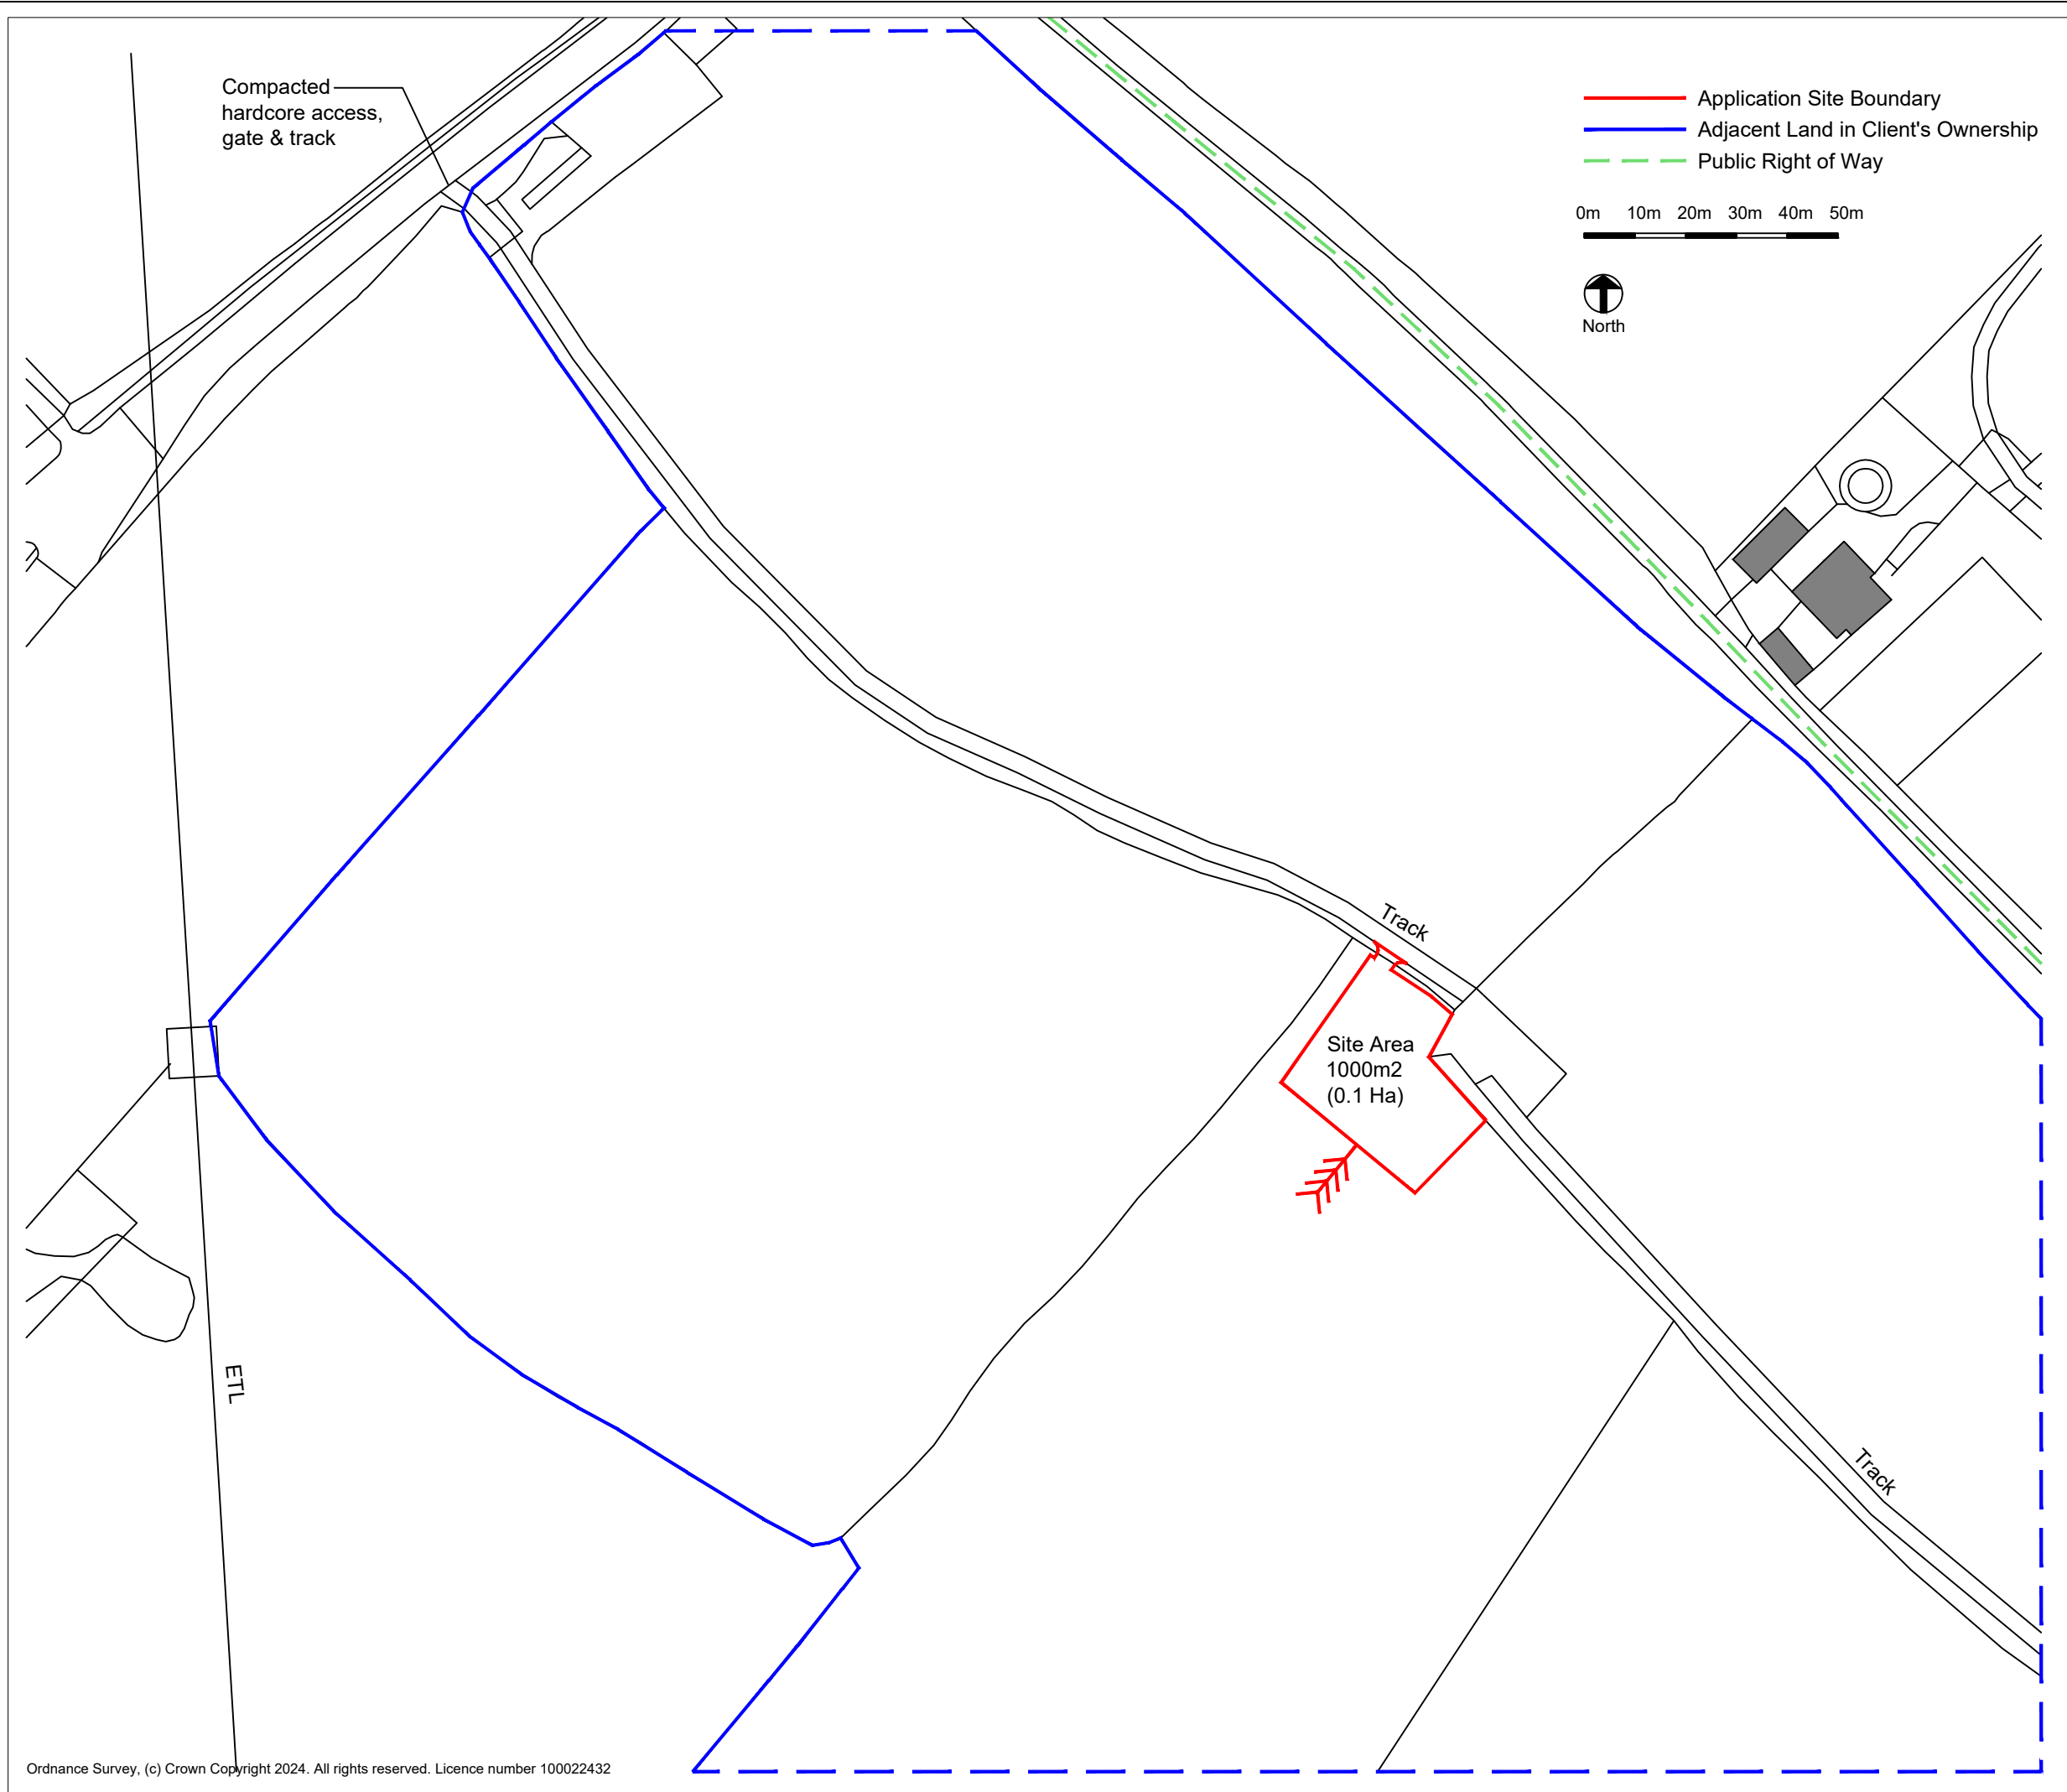 Compacted
hardcore access,
gate & track
Application Site Boundary
Adjacent Land in Client's Ownership
Public Right of Way
0m 10m 20m 30m 40m 50m
North
Track
Site Area
1000m2
(0.1 Ha)
ETL
Track
Ordnance Survey, (c) Crown Copyright 2024. All rights reserved. Licence number 100022432